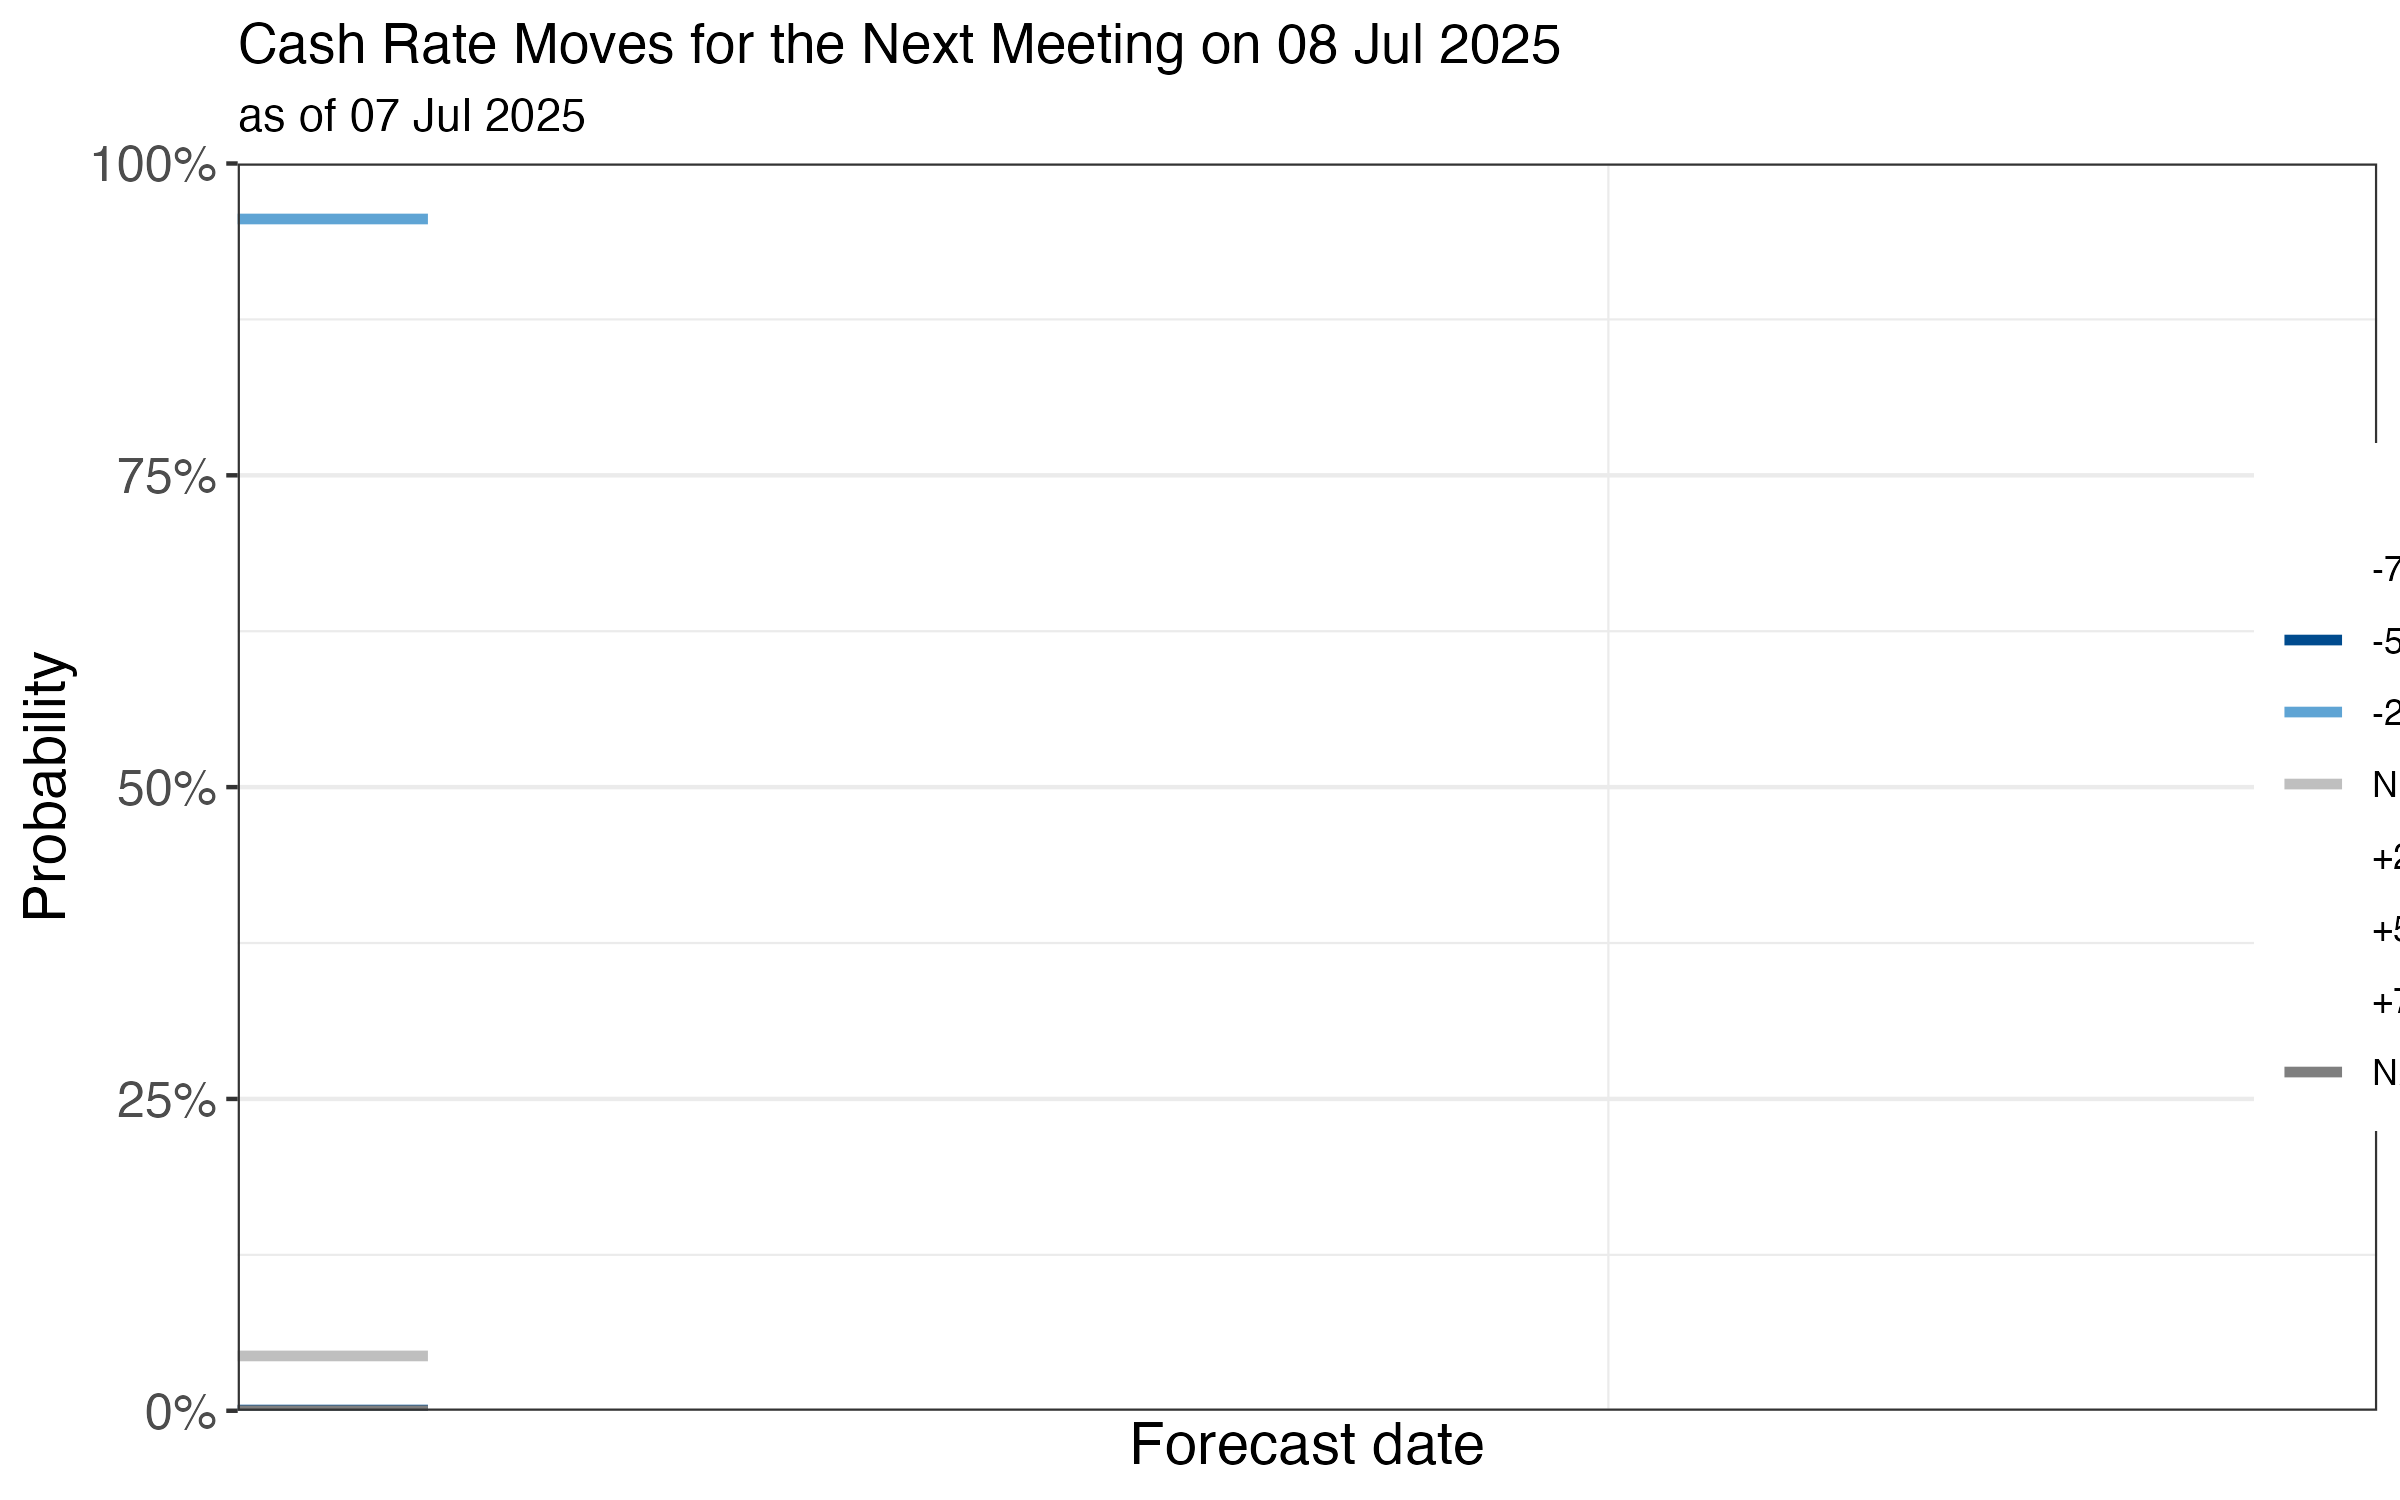 Cash Rate Moves for the Next Meeting on 08 Jul 2025
as of 07 Jul 2025
100%
75%
50%
25%
0%
Probability
Forecast date
-7
-5
-2
N
+2
+5
+7
N